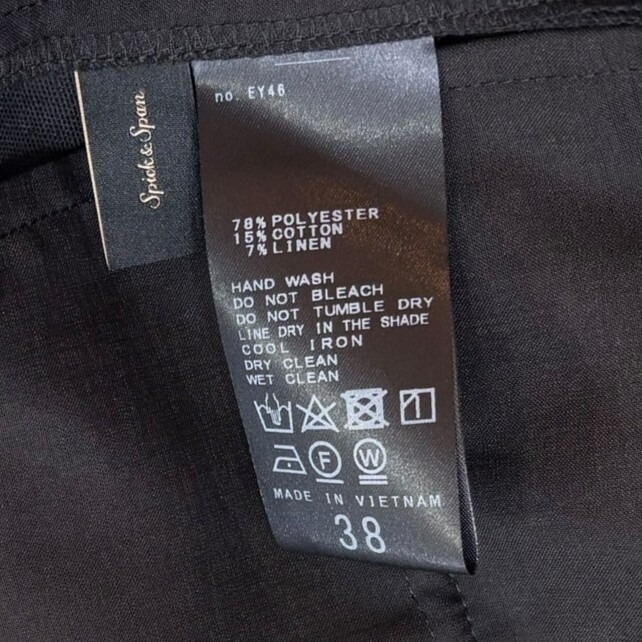 Spick & Span
no. EY46
78% POLYESTER
15% COTTON
7% LINEN
HAND WASH
DO NOT BLEACH
DO NOT TUMBLE DRY
LINE DRY IN THE SHADE
COOL IRON
DRY CLEAN
WET CLEAN
F W
MADE IN VIETNAM
38